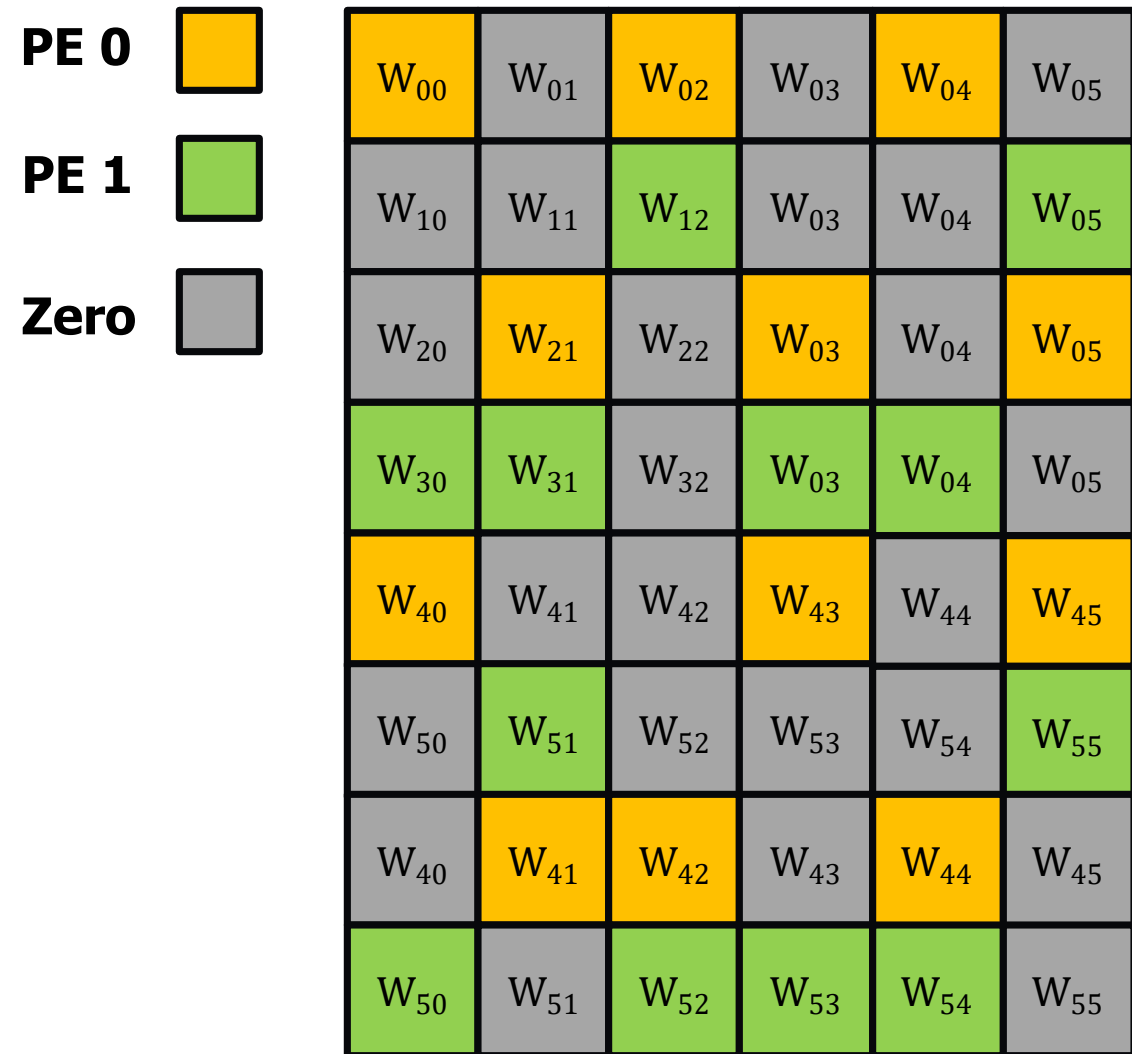 PE 0
PE 1
Zero
W₀₀ W₀₁ W₀₂ W₀₃ W₀₄ W₀₅
W₁₀ W₁₁ W₁₂ W₀₃ W₀₄ W₀₅
W₂₀ W₂₁ W₂₂ W₀₃ W₀₄ W₀₅
W₃₀ W₃₁ W₃₂ W₀₃ W₀₄ W₀₅
W₄₀ W₄₁ W₄₂ W₄₃ W₄₄ W₄₅
W₅₀ W₅₁ W₅₂ W₅₃ W₅₄ W₅₅
W₄₀ W₄₁ W₄₂ W₄₃ W₄₄ W₄₅
W₅₀ W₅₁ W₅₂ W₅₃ W₅₄ W₅₅